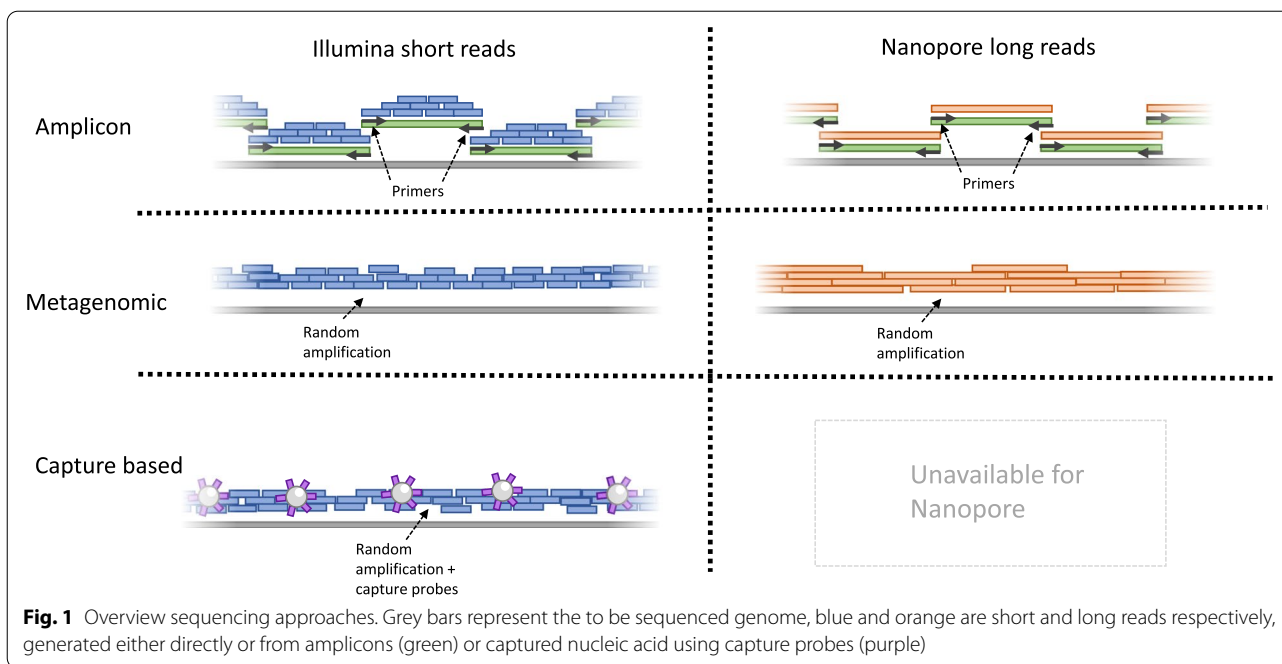 Illumina short reads
Nanopore long reads
Amplicon
Primers
Primers
Metagenomic
Random
amplification
Random
amplification
Capture based
Unavailable for
Nanopore
Random
amplification +
capture probes
Fig. 1 Overview sequencing approaches. Grey bars represent the to be sequenced genome, blue and orange are short and long reads respectively,
generated either directly or from amplicons (green) or captured nucleic acid using capture probes (purple)